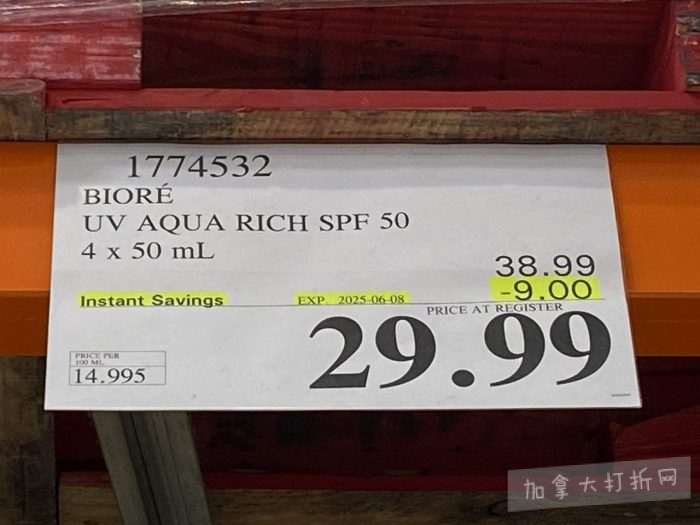 1774532
BIORÉ
UV AQUA RICH SPF 50
4 x 50 mL
38.99
Instant Savings EXP. 2025-06-08 -9.00
PRICE AT REGISTER
29.99
PRICE PER
100 ML
14.995
加拿大打折网